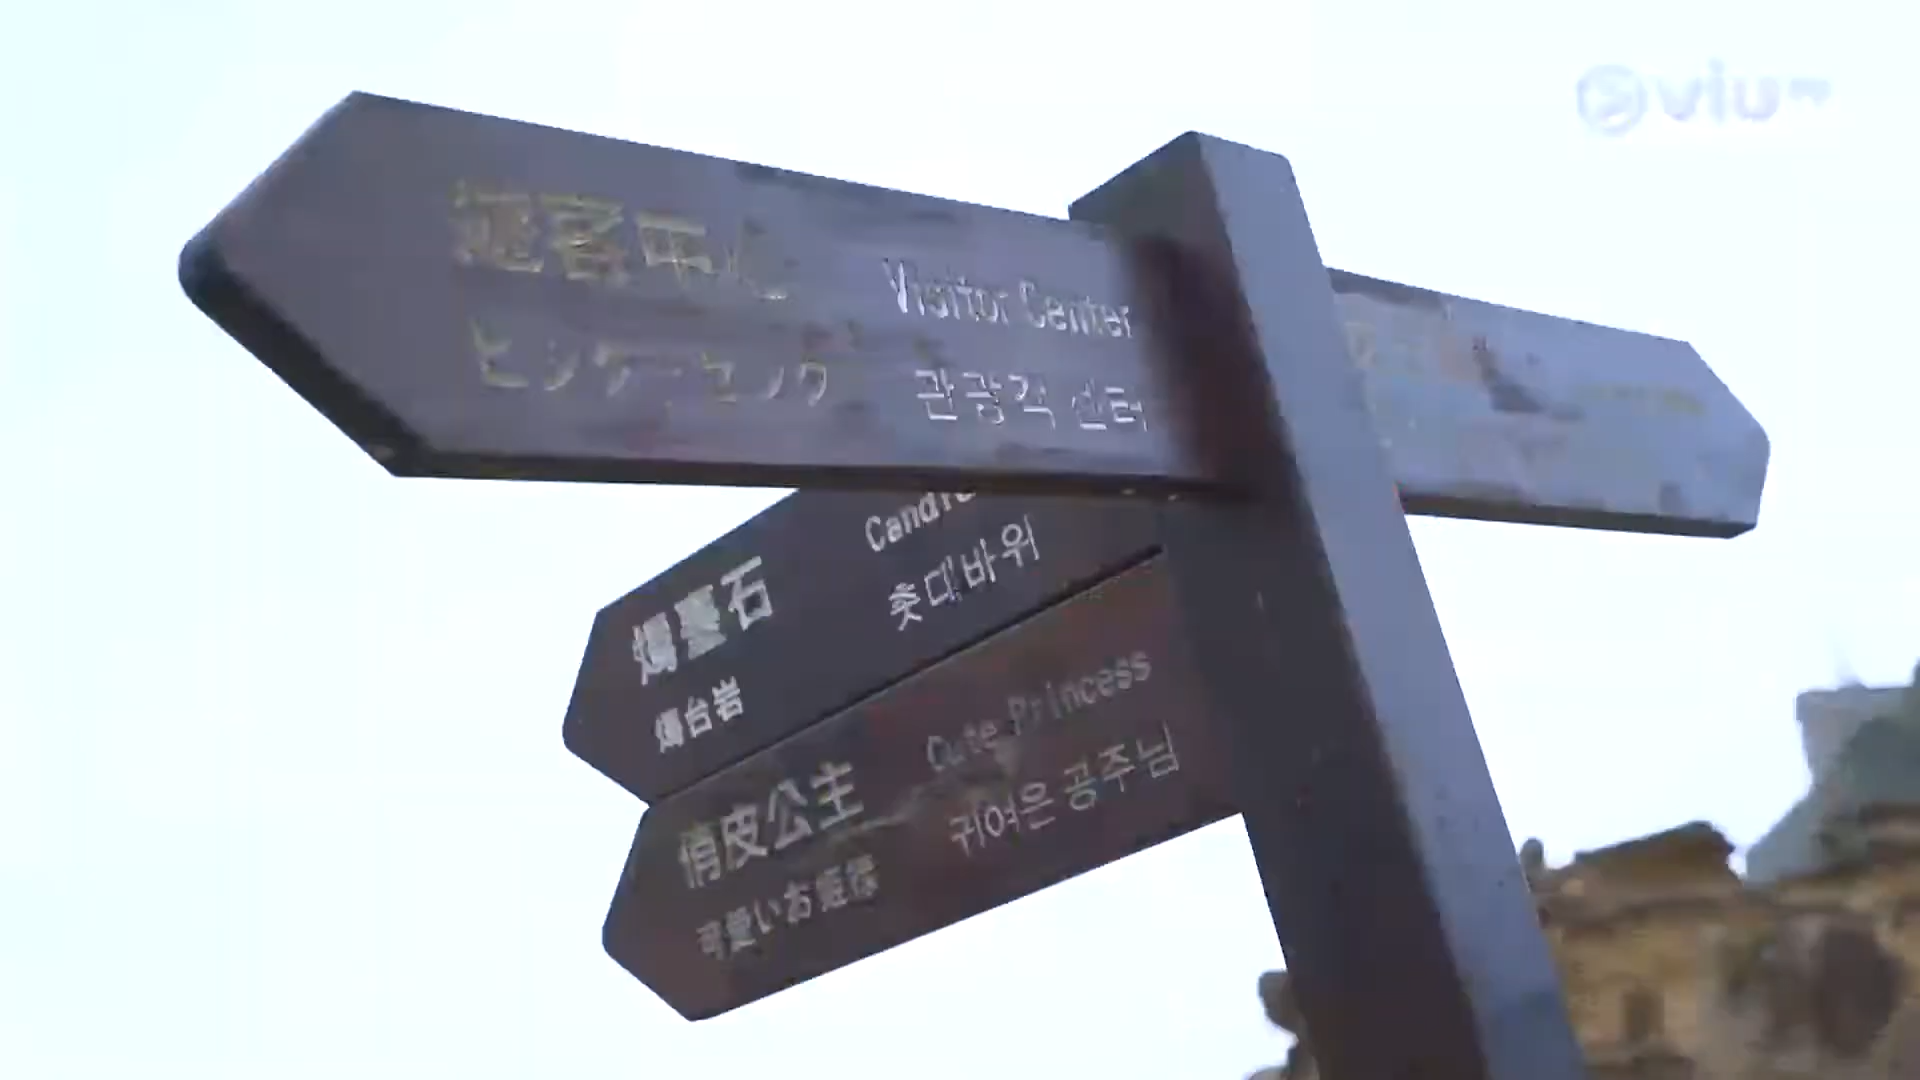 viu
遊客中心
Visitor Center
ビジターセンター
관광객 센터
燭臺石
촛대바위
燭台岩
俏皮公主
Cute Princess
可愛いお姫様
귀여은 공주님